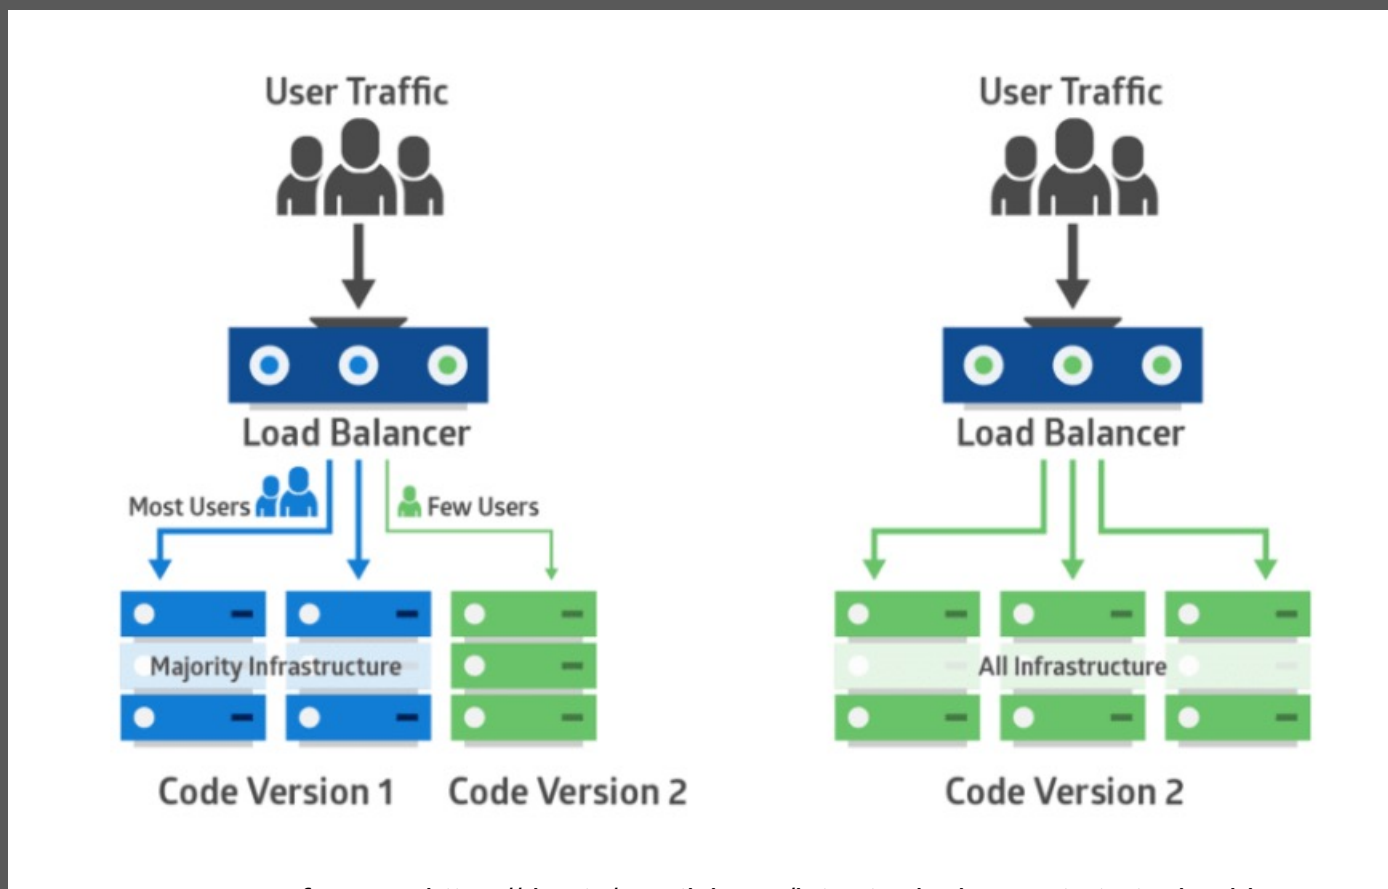 User Traffic
User Traffic
Load Balancer
Load Balancer
Most Users
Few Users
Majority Infrastructure
All Infrastructure
Code Version 1
Code Version 2
Code Version 2